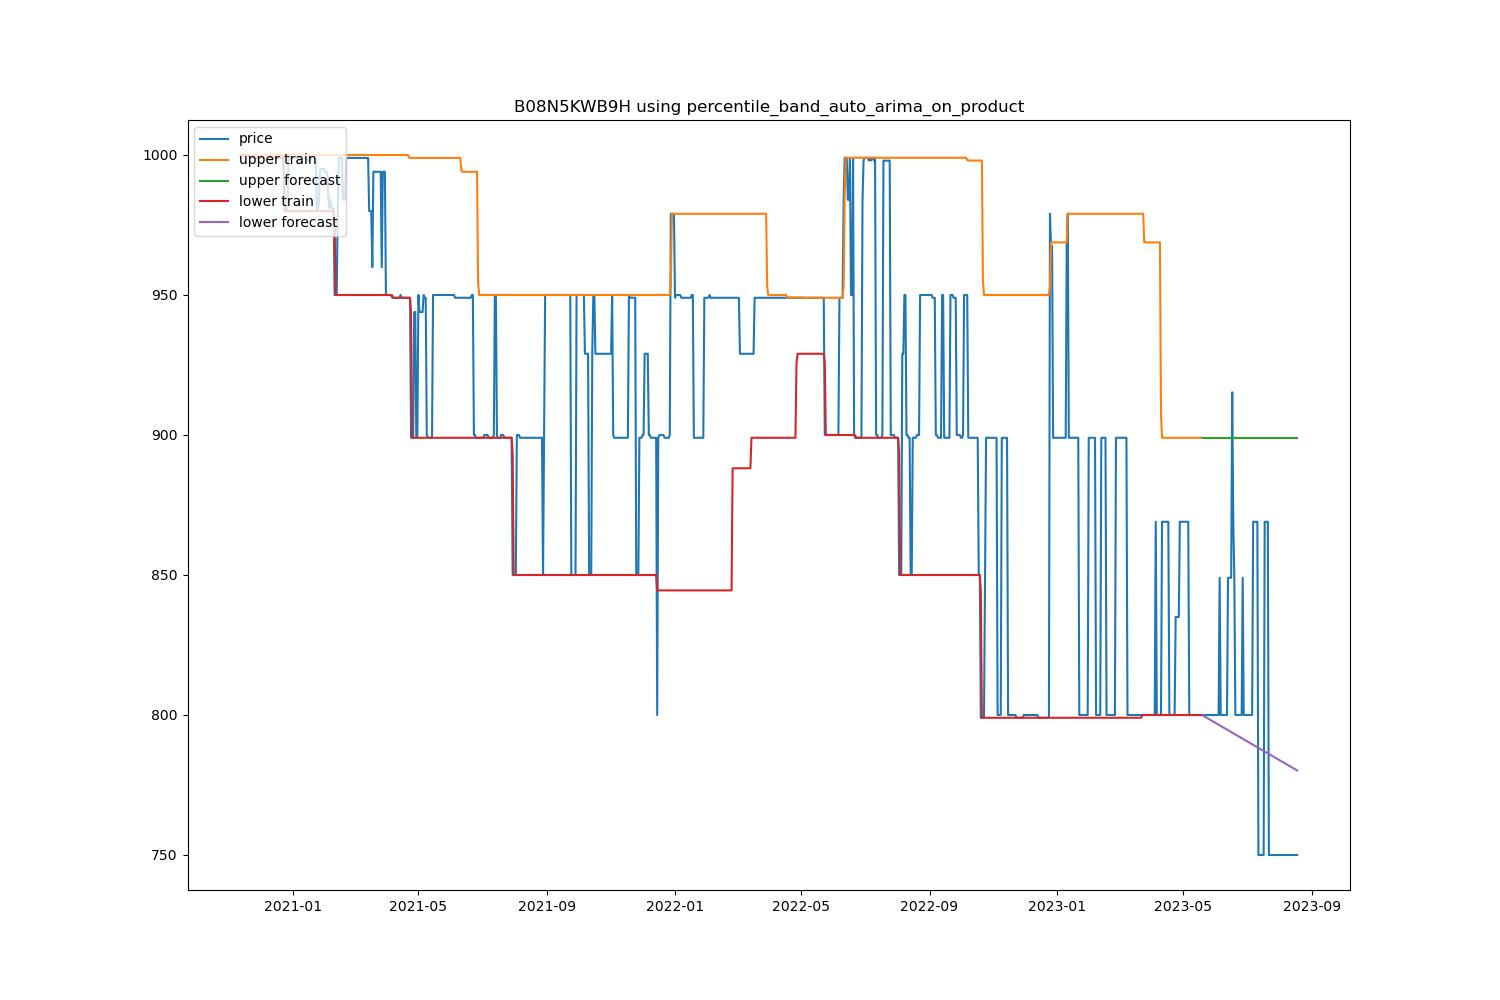 B08N5KWB9H using percentile_band_auto_arima_on_product
price
upper train
upper forecast
lower train
lower forecast
1000
950
900
850
800
750
2021-01 2021-05 2021-09 2022-01 2022-05 2022-09 2023-01 2023-05 2023-09